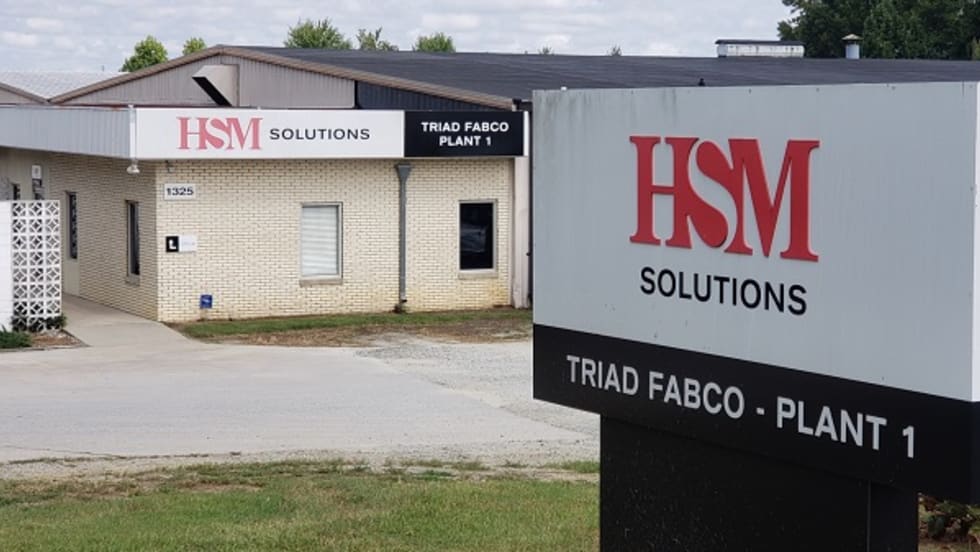 HSM SOLUTIONS
TRIAD FABCO
PLANT 1
1325
HSM
SOLUTIONS
TRIAD FABCO - PLANT 1